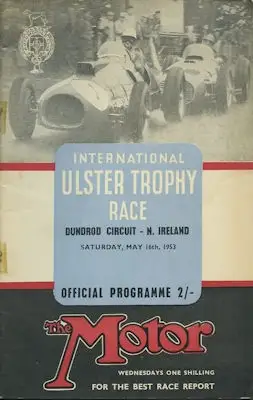 INTERNATIONAL
ULSTER TROPHY
RACE
DUNDROD CIRCUIT - N. IRELAND
SATURDAY, MAY 16th, 1953
OFFICIAL PROGRAMME 2/-
The Motor
WEDNESDAYS ONE SHILLING
FOR THE BEST RACE REPORT